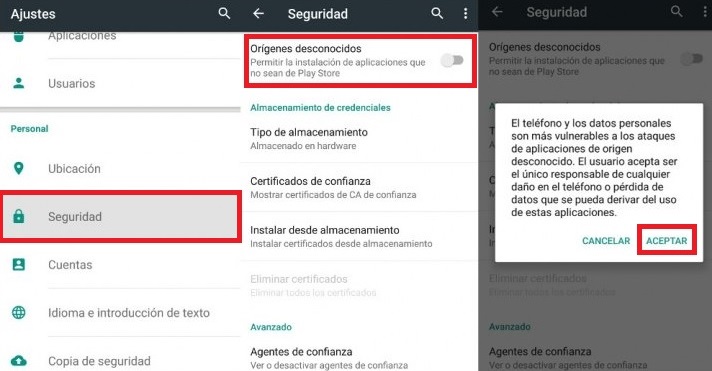 Ajustes
Aplicaciones
Usuarios
Personal
Ubicación
Seguridad
Cuentas
Idioma e introducción de texto
Copia de seguridad
Seguridad
Orígenes desconocidos
Permitir la instalación de aplicaciones que
no sean de Play Store
Almacenamiento de credenciales
Tipo de almacenamiento
Almacenado en hardware
Certificados de confianza
Mostrar certificados de CA de confianza
Instalar desde almacenamiento
Instalar certificados desde almacenamiento
Eliminar certificados
Eliminar todos los certificados
Avanzado
Agentes de confianza
Ver o desactivar agentes de confianza
Seguridad
Orígenes desconocidos
Permitir la instalación de aplicaciones que
no sean de Play Store
El teléfono y los datos personales
son más vulnerables a los ataques
de aplicaciones de origen
desconocido. El usuario acepta ser
el único responsable de cualquier
daño en el teléfono o pérdida de
datos que se pueda derivar del uso
de estas aplicaciones.
CANCELAR ACEPTAR
Eliminar certificados
Eliminar todos los certificados
Avanzado
Agentes de confianza
Ver o desactivar agentes de confianza